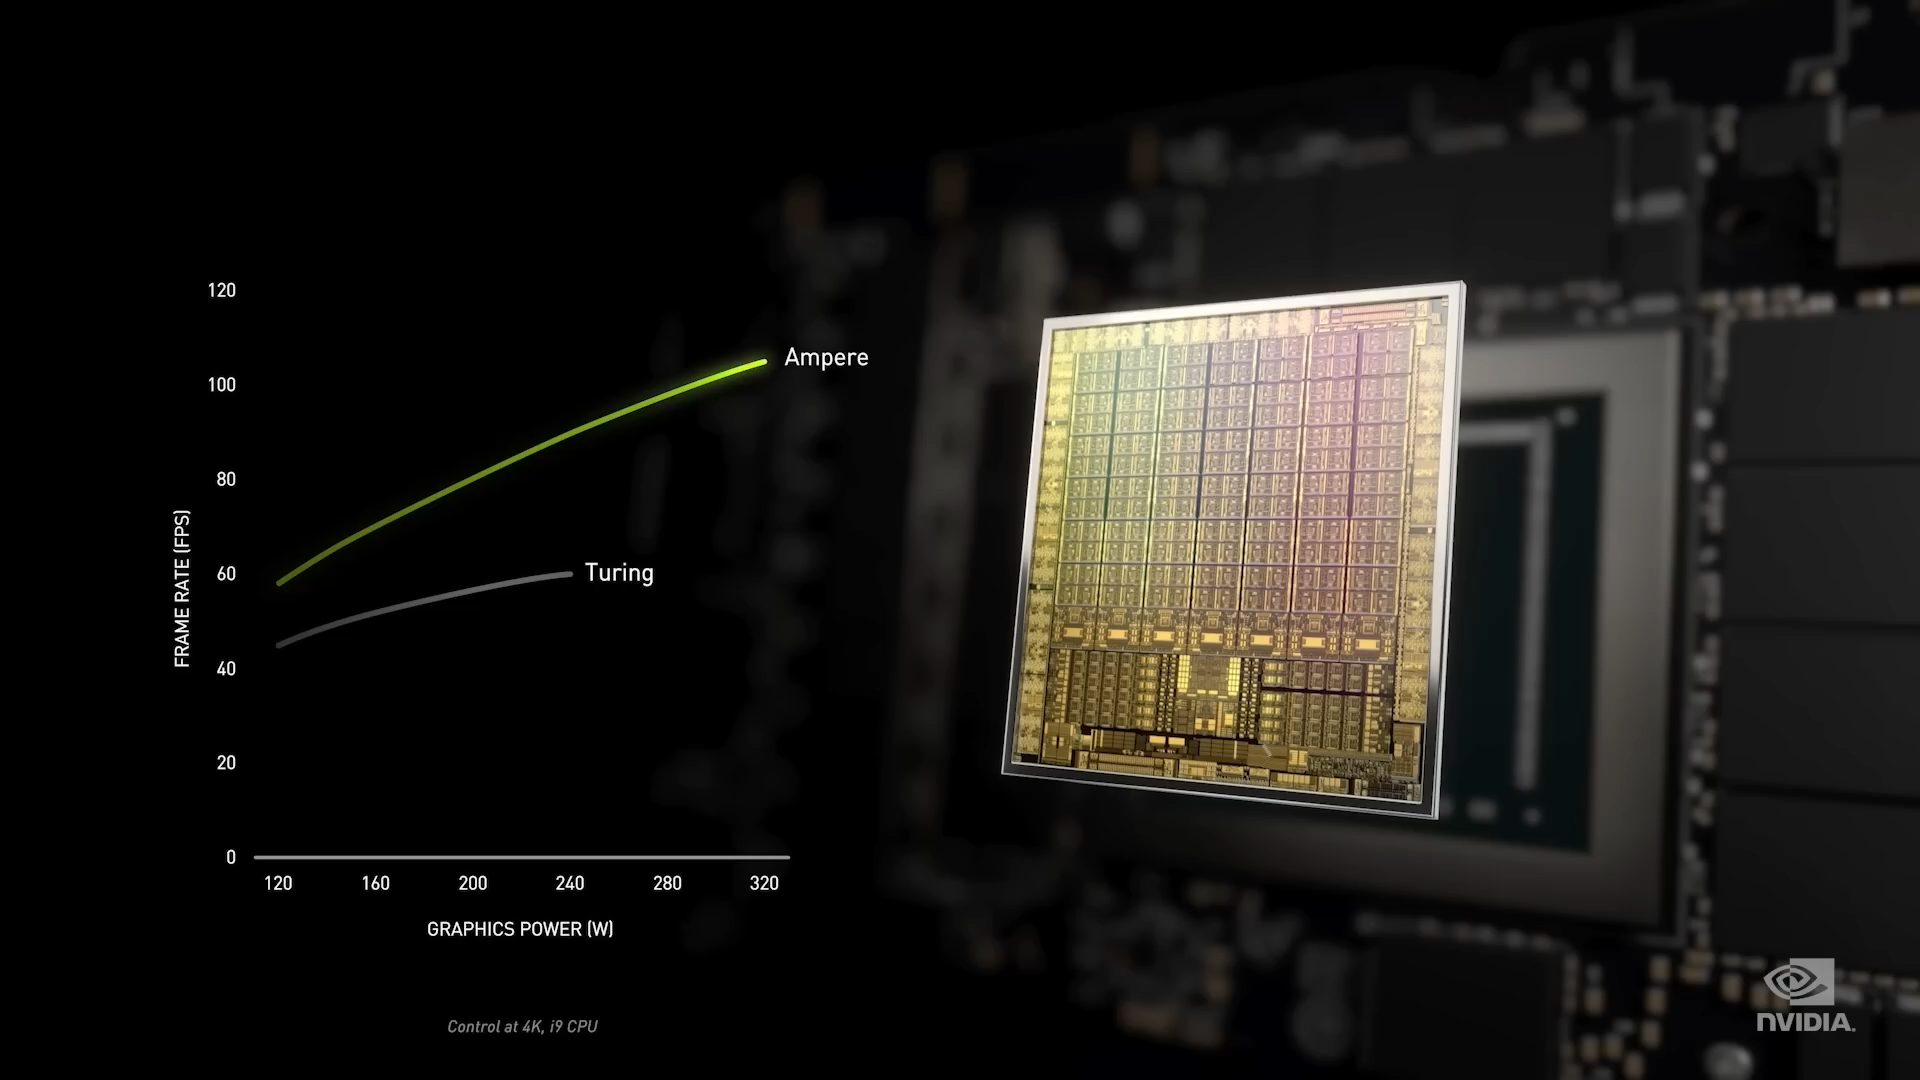 120
100
80
60
40
20
0
FRAME RATE (FPS)
Ampere
Turing
120 160 200 240 280 320
GRAPHICS POWER (W)
Control at 4K, i9 CPU
NVIDIA.